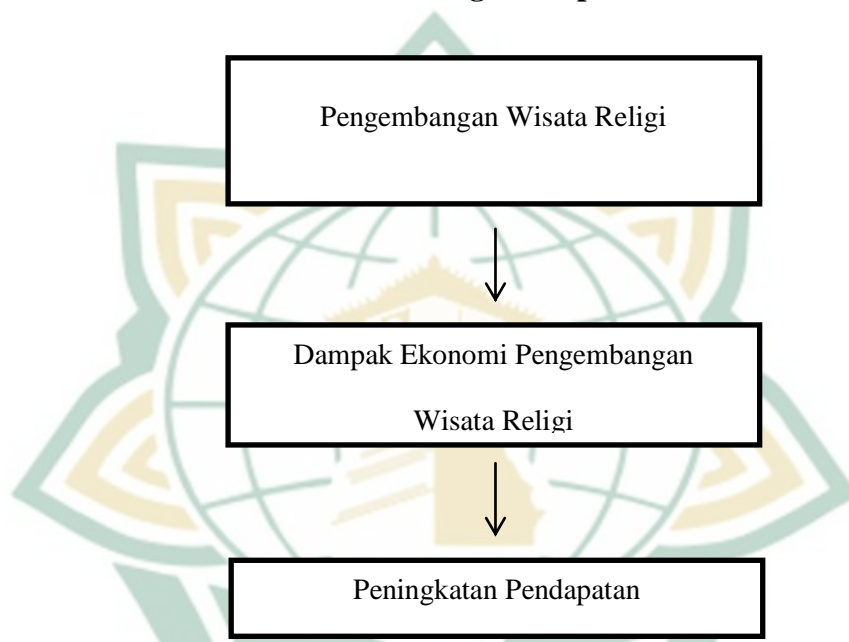 Pengembangan Wisata Religi
Dampak Ekonomi Pengembangan
Wisata Religi
Peningkatan Pendapatan